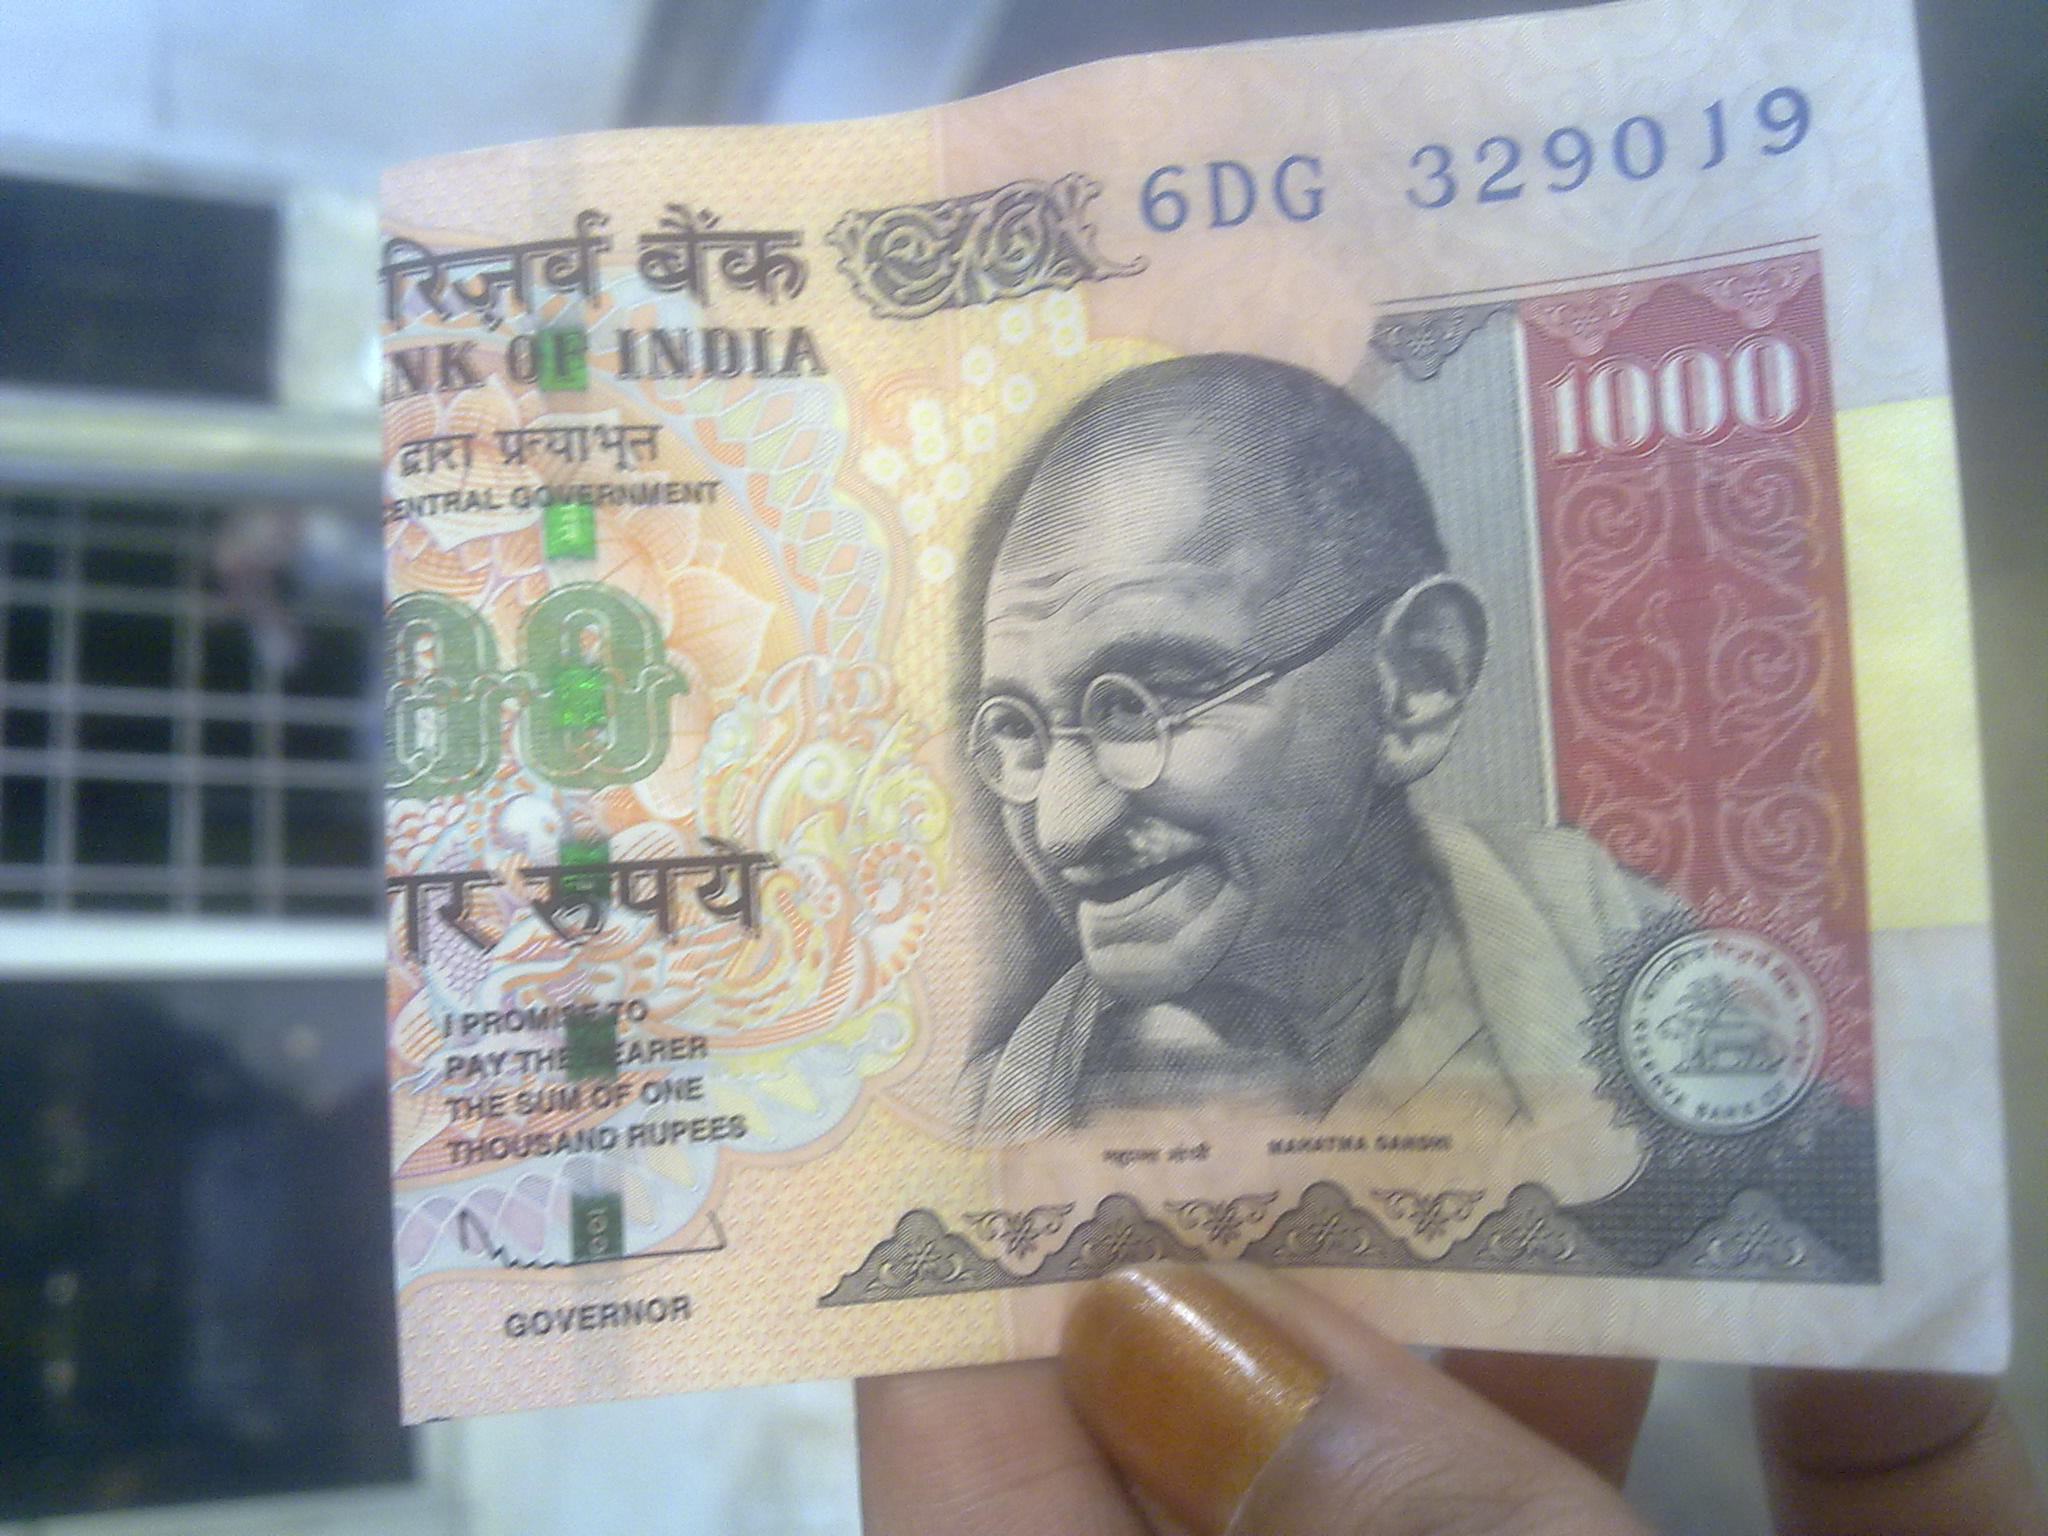 6DG 329019
रिज़र्व बैंक
NK OF INDIA
1000
द्वारा प्रत्याभूत
ENTRAL GOVERNMENT
00
ार रूपये
I PROMISE TO
PAY THE BEARER
THE SUM OF ONE
THOUSAND RUPEES
महात्मा गांधी MAHATMA GANDHI
RESERVE BANK OF
GOVERNOR